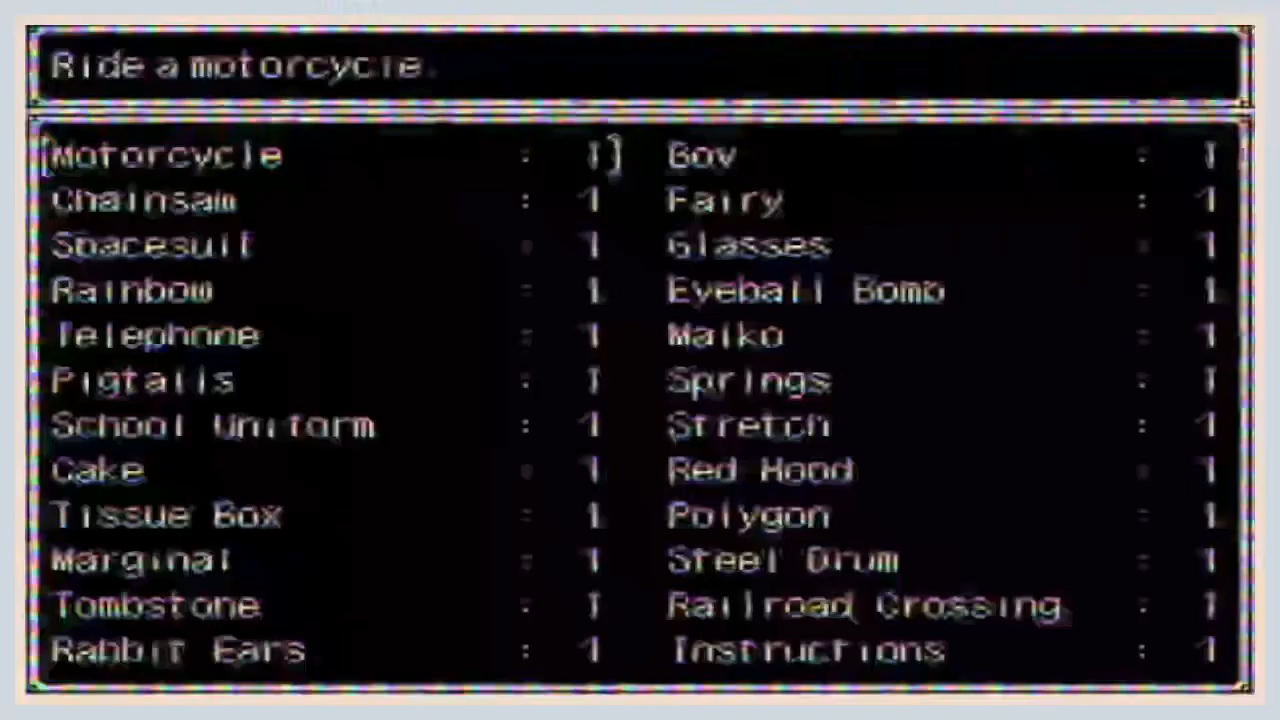 Ride a motorcycle.
[Motorcycle : 1] Boy : 1
Chainsaw : 1 Fairy : 1
Spacesuit : 1 Glasses : 1
Rainbow : 1 Eyeball Bomb : 1
Telephone : 1 Maiko : 1
Pigtails : 1 Springs : 1
School Uniform : 1 Stretch : 1
Cake : 1 Red Hood : 1
Tissue Box : 1 Polygon : 1
Marginal : 1 Steel Drum : 1
Tombstone : 1 Railroad Crossing : 1
Rabbit Ears : 1 Instructions : 1